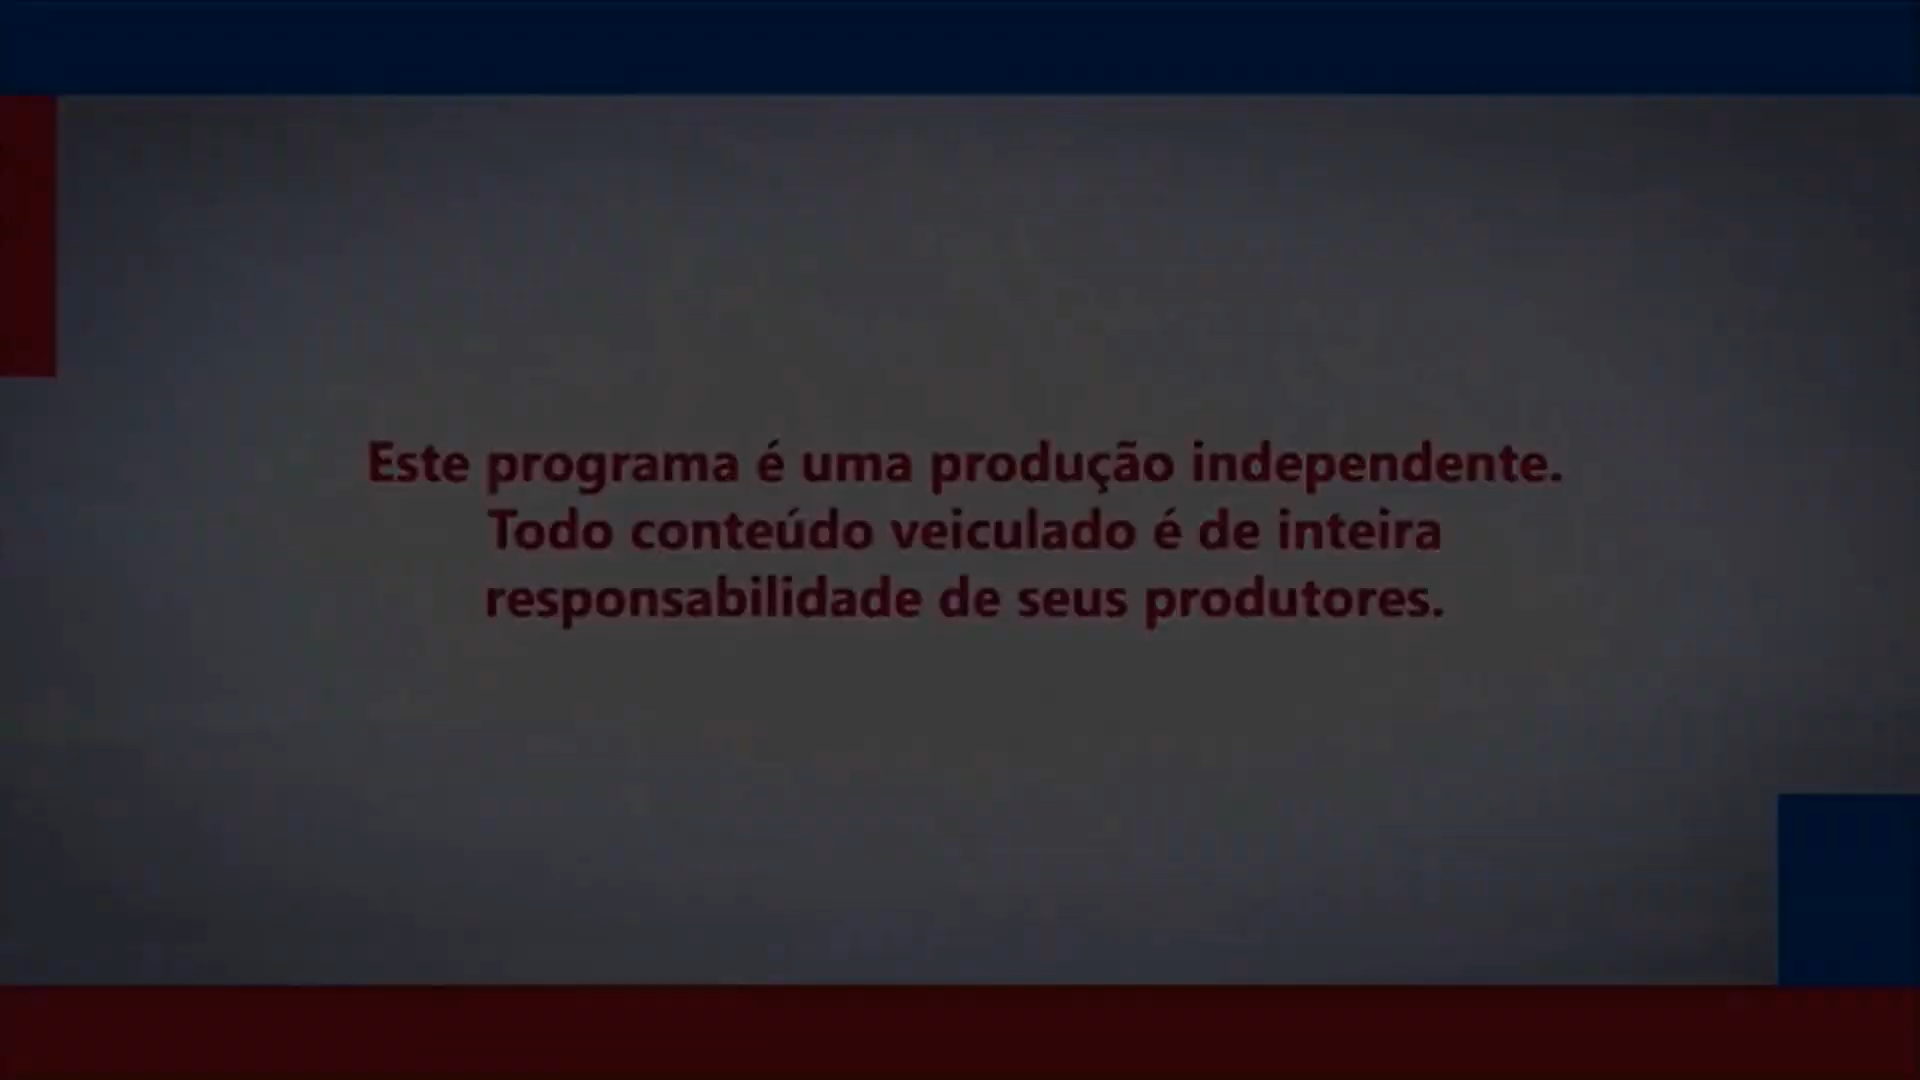 Este programa é uma produção independente.
Todo conteúdo veiculado é de inteira
responsabilidade de seus produtores.